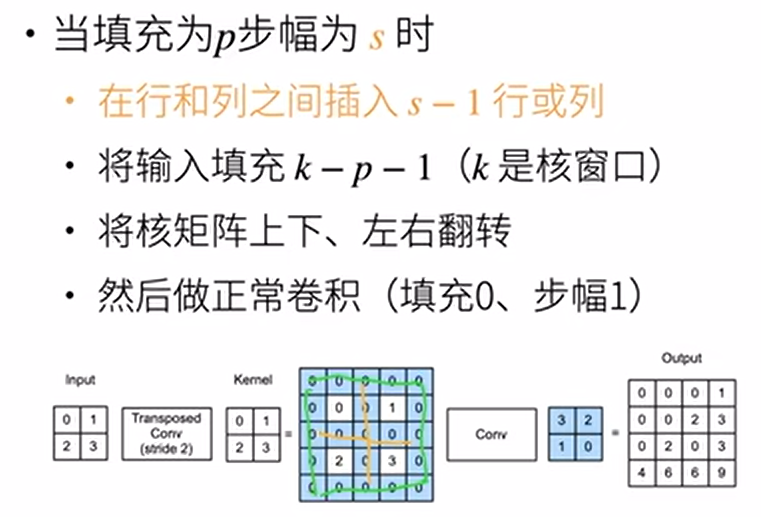 • 当填充为p步幅为 s 时
• 在行和列之间插入 s − 1 行或列
• 将输入填充 k − p − 1（k 是核窗口）
• 将核矩阵上下、左右翻转
• 然后做正常卷积（填充0、步幅1）
Input
0 1
2 3
Transposed
Conv
(stride 2)
Kernel
0 1
2 3
=
0 0 0 0 0
0 0 0 1 0
0 0 0 0 0
0 2 0 3 0
0 0 0 0 0
Conv
3 2
1 0
=
Output
0 0 0 1
0 0 2 3
0 2 0 3
4 6 6 9